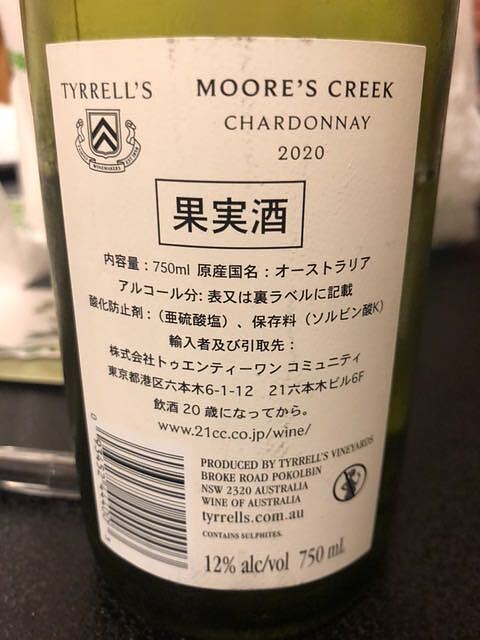 TYRRELL'S
MOORE'S CREEK
CHARDONNAY
2020
果実酒
内容量：750ml 原産国名：オーストラリア
アルコール分: 表又は裏ラベルに記載
酸化防止剤：（亜硫酸塩）、保存料（ソルビン酸K）
輸入者及び引取先：
株式会社トゥエンティーワン コミュニティ
東京都港区六本木6-1-12 21六本木ビル6F
飲酒20歳になってから。
www.21cc.co.jp/wine/
PRODUCED BY TYRRELL'S VINEYARDS
BROKE ROAD POKOLBIN
NSW 2320 AUSTRALIA
WINE OF AUSTRALIA
tyrrells.com.au
CONTAINS SULPHITES.
12% alc/vol 750 mL